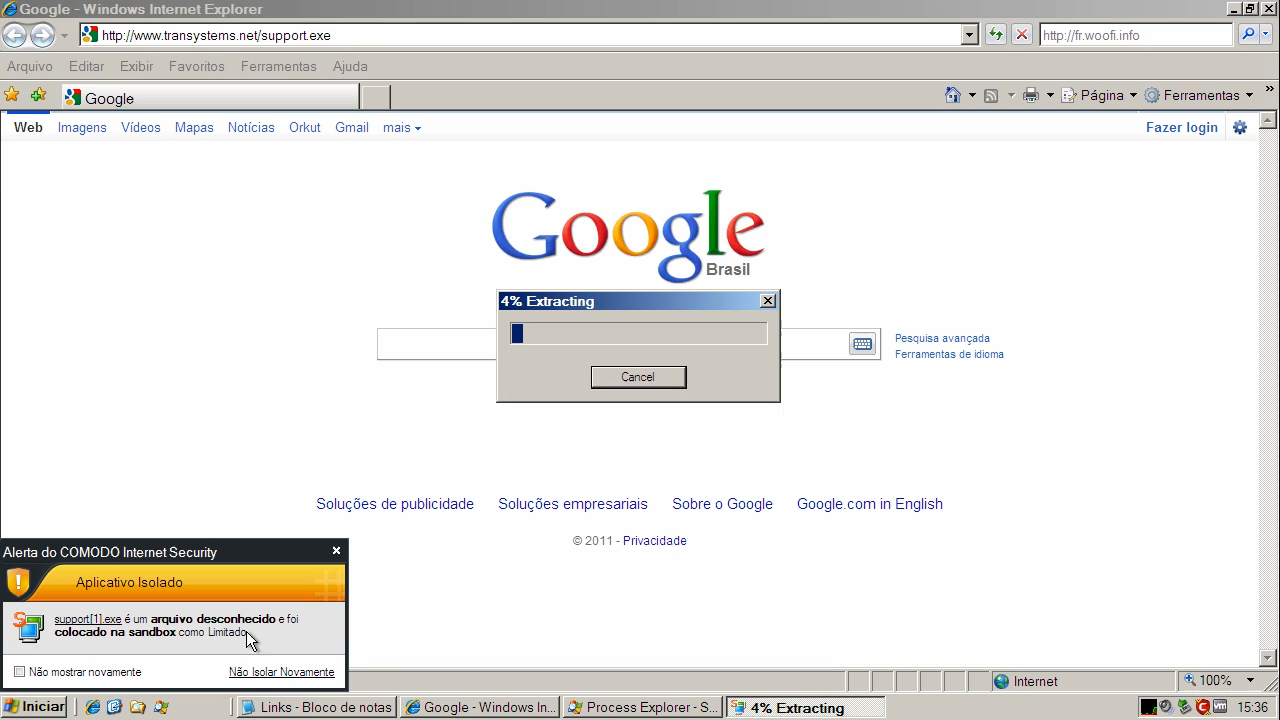 Google - Windows Internet Explorer
http://www.transystems.net/support.exe
http://fr.woofi.info
Arquivo Editar Exibir Favoritos Ferramentas Ajuda
Google
Página Ferramentas
Web Imagens Vídeos Mapas Notícias Orkut Gmail mais
Fazer login
Google
Brasil
4% Extracting
Cancel
Pesquisa avançada
Ferramentas de idioma
Soluções de publicidade Soluções empresariais Sobre o Google Google.com in English
© 2011 - Privacidade
Alerta do COMODO Internet Security
Aplicativo Isolado
support[1].exe é um arquivo desconhecido e foi
colocado na sandbox como Limitado
Não mostrar novamente Não Isolar Novamente
Internet 100%
Iniciar Links - Bloco de notas Google - Windows In... Process Explorer - S... 4% Extracting 15:36